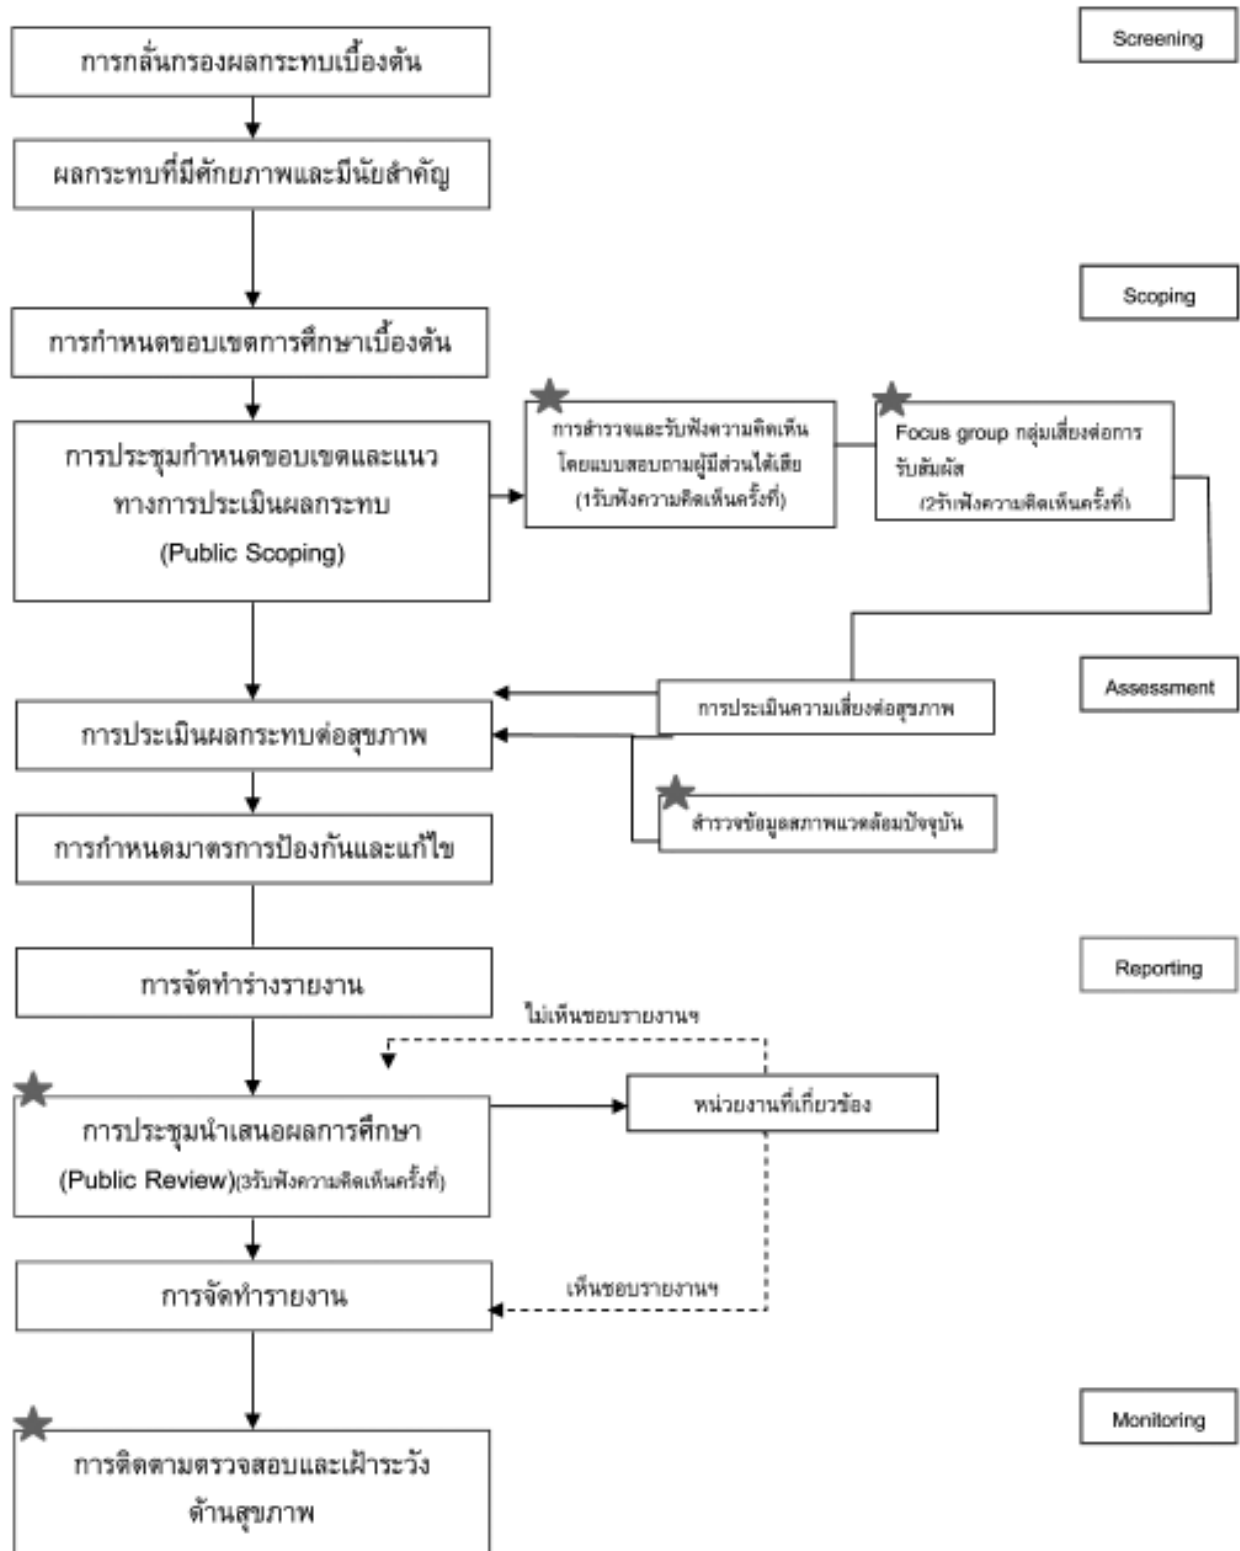 การกลั่นกรองผลกระทบเบื้องต้น
Screening
ผลกระทบที่มีศักยภาพและมีนัยสำคัญ
Scoping
การกำหนดขอบเขตการศึกษาเบื้องต้น
การประชุมกำหนดขอบเขตและแนว
ทางการประเมินผลกระทบ
(Public Scoping)
การสำรวจและรับฟังความคิดเห็น
โดยแบบสอบถามผู้มีส่วนได้เสีย
(1รับฟังความคิดเห็นครั้งที่)
Focus group กลุ่มเสี่ยงต่อการ
รับสัมผัส
(2รับฟังความคิดเห็นครั้งที่)
Assessment
การประเมินความเสี่ยงต่อสุขภาพ
การประเมินผลกระทบต่อสุขภาพ
สำรวจข้อมูลสภาพแวดล้อมปัจจุบัน
การกำหนดมาตรการป้องกันและแก้ไข
Reporting
การจัดทำร่างรายงาน
ไม่เห็นชอบรายงานฯ
หน่วยงานที่เกี่ยวข้อง
การประชุมนำเสนอผลการศึกษา
(Public Review)(3รับฟังความคิดเห็นครั้งที่)
เห็นชอบรายงานฯ
การจัดทำรายงาน
Monitoring
การติดตามตรวจสอบและเฝ้าระวัง
ด้านสุขภาพ